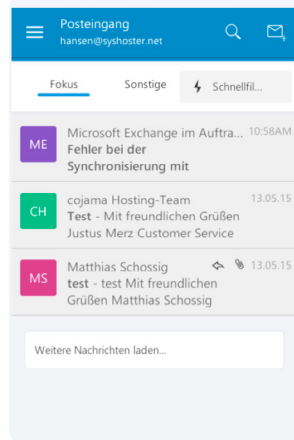 Posteingang
hansen@syshoster.net
Fokus Sonstige Schnellfil...
ME Microsoft Exchange im Auftra... 10:58AM
Fehler bei der
Synchronisierung mit
CH cojama Hosting-Team 13.05.15
Test - Mit freundlichen Grüßen
Justus Merz Customer Service
MS Matthias Schossig 13.05.15
test - test Mit freundlichen
Grüßen Matthias Schossig
Weitere Nachrichten laden...